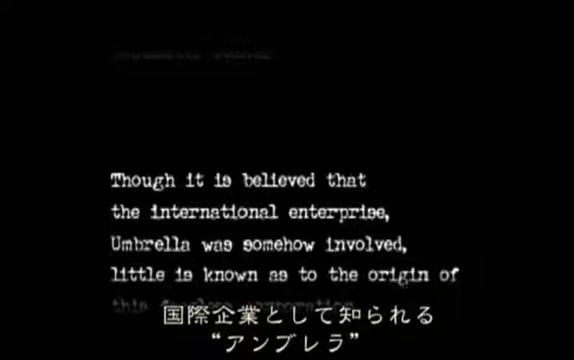 Though it is believed that
the international enterprise,
Umbrella was somehow involved,
little is known as to the origin of
国際企業として知られる
“アンブレラ”